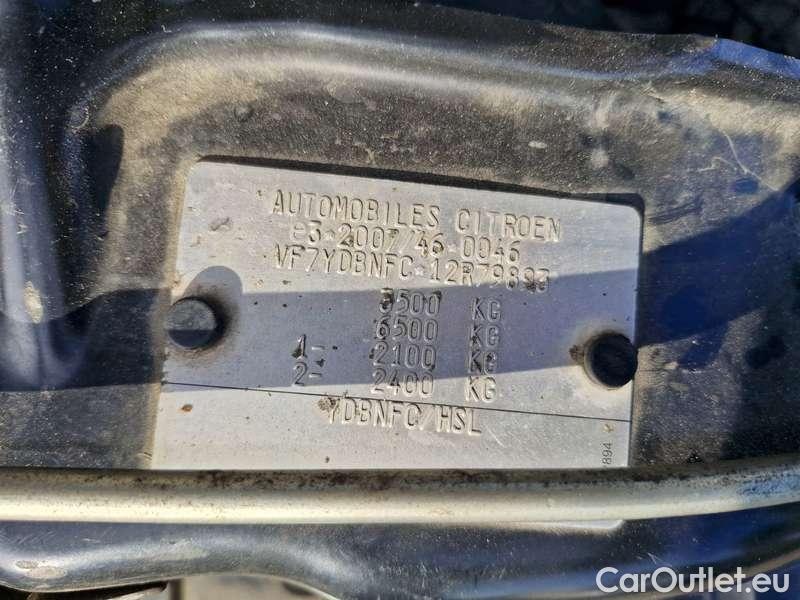 AUTOMOBILES CITROEN
e3*2007/46*0046
VF7YDBNFC*12R79893
3500 KG
6500 KG
1- 2100 KG
2- 2400 KG
YDBNFC/HSL
894
CarOutlet.eu